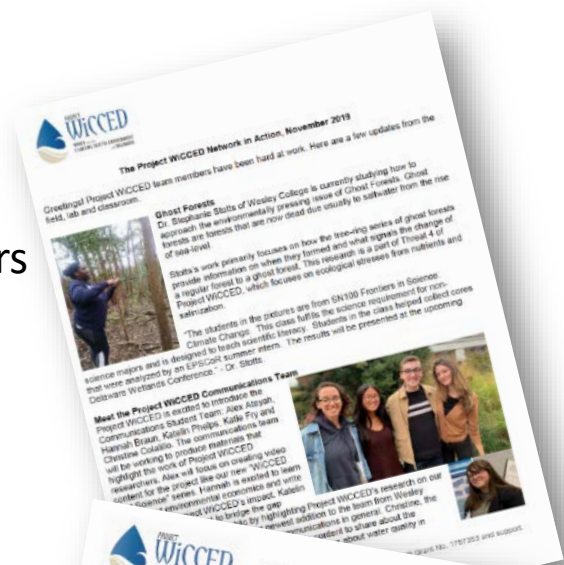 rs
PROJECT
WiCCED
The Project WiCCED Network in Action, November 2019
Greetings! Project WiCCED team members have been hard at work. Here are a few updates from the
field, lab and classroom.
Ghost Forests
Dr. Stephanie Stotts of Wesley College is currently studying how to
approach the environmentally pressing issue of Ghost Forests. Ghost
forests are forests that are now dead due usually to saltwater from the rise
of sea-level.
Stotts's work primarily focuses on how the tree-ring series of ghost forests
provide information on when they formed and what signals the change of
a regular forest to a ghost forest. This research is a part of Threat 4 of
Project WiCCED, which focuses on ecological stresses from nutrients and
salinization.
"The students in the pictures are from SN100 Frontiers in Science
Climate Change. This class fulfills the science requirement for non-
science majors and is designed to teach scientific literacy. Students in the class helped collect cores
that were analyzed by an EPSCoR summer intern. The results will be presented at the upcoming
Delaware Wetlands Conference." - Dr. Stotts.
Meet the Project WiCCED Communications Team
Project WiCCED is excited to introduce the
Communications Student Team: Alex
Hannah Braun, Katelin Phelps, Katie Fry and
Christine Colalillo. The communications team
will be working to produce materials that
highlight the work of Project WiCCED
researchers. Alex will focus on creating video
content for the project like our new "WiCCED
Science" series. Hannah is excited to learn
environmental economics and write
Project WiCCED's impact. Katelin
to bridge the gap
by highlighting Project WiCCED's research on our
newest addition to the team from Wesley
communications in general. Christine, the
content to share about the
about water quality in
Grant No. 1757353 and support
PROJECT
WiCCED